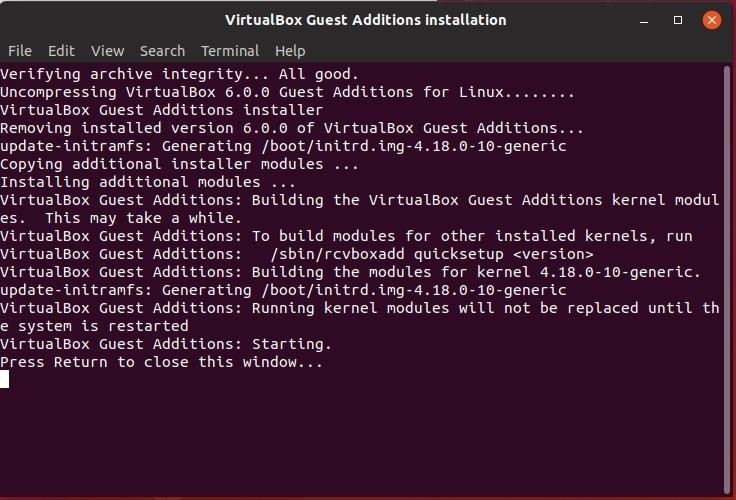 VirtualBox Guest Additions installation
File Edit View Search Terminal Help
Verifying archive integrity... All good.
Uncompressing VirtualBox 6.0.0 Guest Additions for Linux........
VirtualBox Guest Additions installer
Removing installed version 6.0.0 of VirtualBox Guest Additions...
update-initramfs: Generating /boot/initrd.img-4.18.0-10-generic
Copying additional installer modules ...
Installing additional modules ...
VirtualBox Guest Additions: Building the VirtualBox Guest Additions kernel modul
es.  This may take a while.
VirtualBox Guest Additions: To build modules for other installed kernels, run
VirtualBox Guest Additions:   /sbin/rcvboxadd quicksetup <version>
VirtualBox Guest Additions: Building the modules for kernel 4.18.0-10-generic.
update-initramfs: Generating /boot/initrd.img-4.18.0-10-generic
VirtualBox Guest Additions: Running kernel modules will not be replaced until th
e system is restarted
VirtualBox Guest Additions: Starting.
Press Return to close this window...